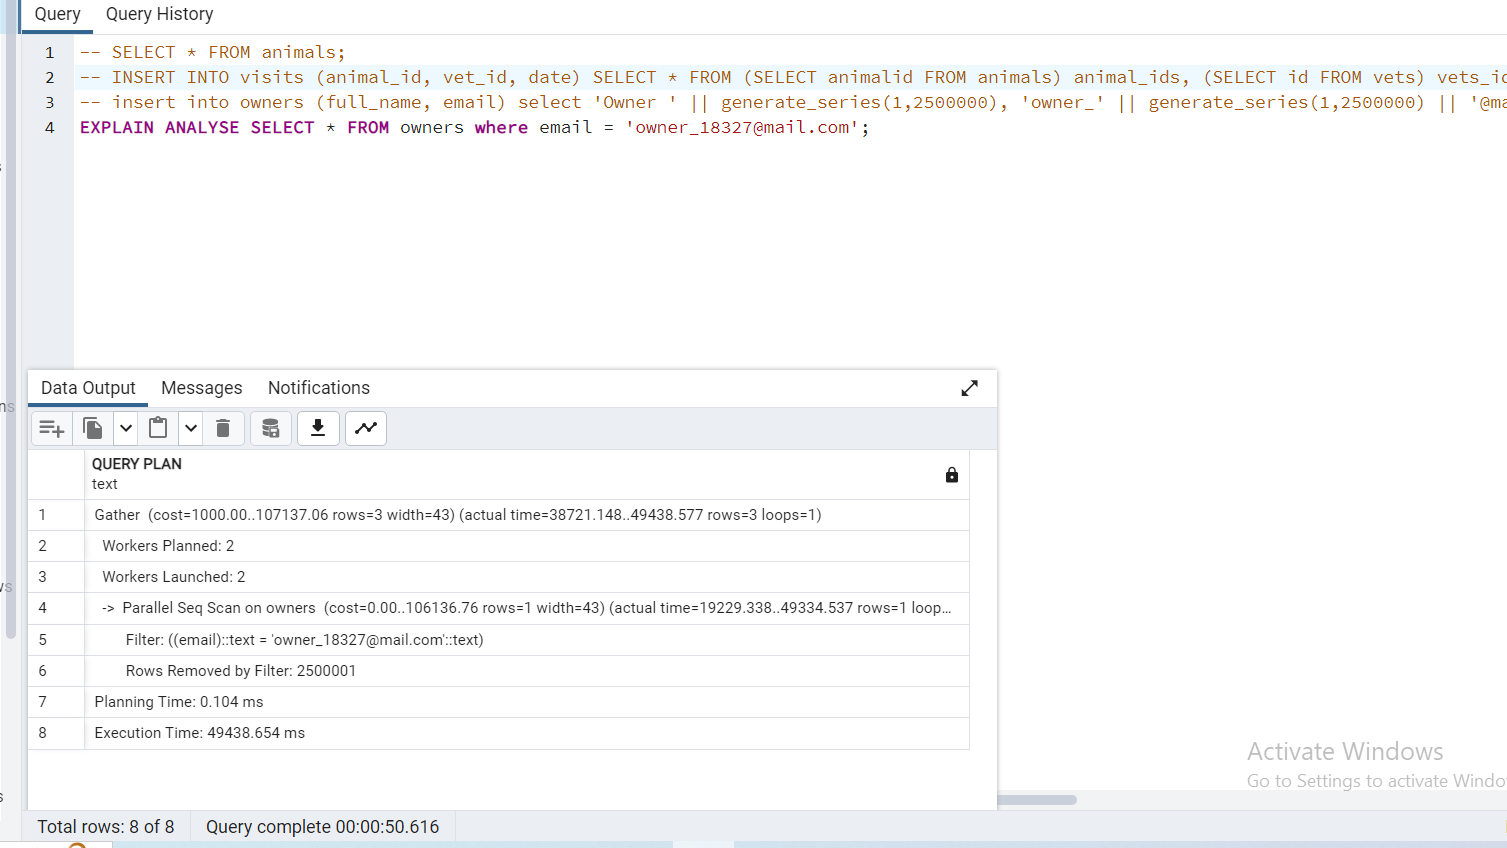 Query Query History
1 -- SELECT * FROM animals;
2 -- INSERT INTO visits (animal_id, vet_id, date) SELECT * FROM (SELECT animalid FROM animals) animal_ids, (SELECT id FROM vets) vets_id
3 -- insert into owners (full_name, email) select 'Owner ' || generate_series(1,2500000), 'owner_' || generate_series(1,2500000) || '@ma
4 EXPLAIN ANALYSE SELECT * FROM owners where email = 'owner_18327@mail.com';
Data Output Messages Notifications
QUERY PLAN
text
1 Gather (cost=1000.00..107137.06 rows=3 width=43) (actual time=38721.148..49438.577 rows=3 loops=1)
2 Workers Planned: 2
3 Workers Launched: 2
4 -> Parallel Seq Scan on owners (cost=0.00..106136.76 rows=1 width=43) (actual time=19229.338..49334.537 rows=1 loop...
5 Filter: ((email)::text = 'owner_18327@mail.com'::text)
6 Rows Removed by Filter: 2500001
7 Planning Time: 0.104 ms
8 Execution Time: 49438.654 ms
Activate Windows
Go to Settings to activate Windo
Total rows: 8 of 8 Query complete 00:00:50.616